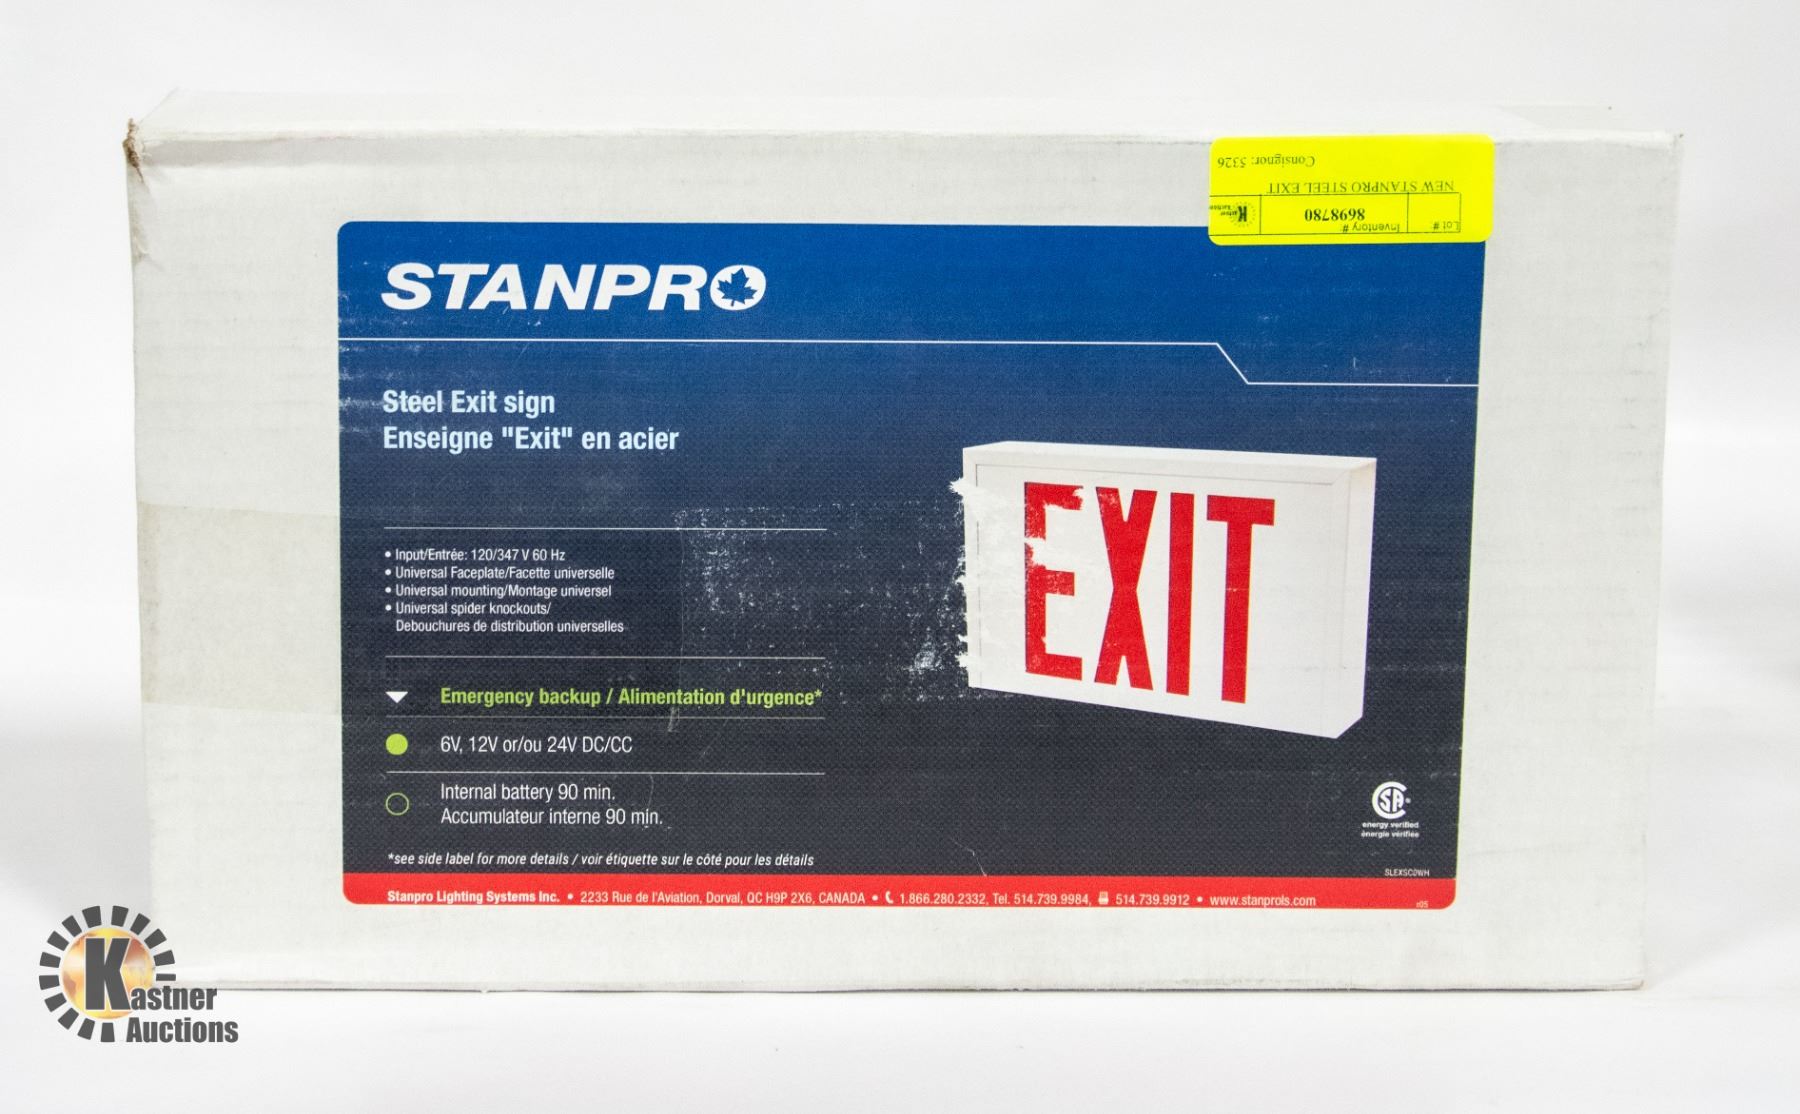 Consignor: 5326
NEW STANPRO STEEL EXIT
8698780
Lot #:
Inventory #:
Kastner
Auctions
STANPRO
Steel Exit sign
Enseigne "Exit" en acier
• Input/Entrée: 120/347 V 60 Hz
• Universal Faceplate/Facette universelle
• Universal mounting/Montage universel
• Universal spider knockouts/
Debouchures de distribution universelles
Emergency backup / Alimentation d'urgence*
6V, 12V or/ou 24V DC/CC
Internal battery 90 min.
Accumulateur interne 90 min.
*see side label for more details / voir étiquette sur le côté pour les détails
EXIT
CSA
energy verified
énergie vérifiée
SLEXSC0WH
Stanpro Lighting Systems Inc. • 2233 Rue de l'Aviation, Dorval, QC H9P 2X6, CANADA • 1.866.280.2332, Tel. 514.739.9984, 514.739.9912 • www.stanprols.com
r05
Kastner
Auctions